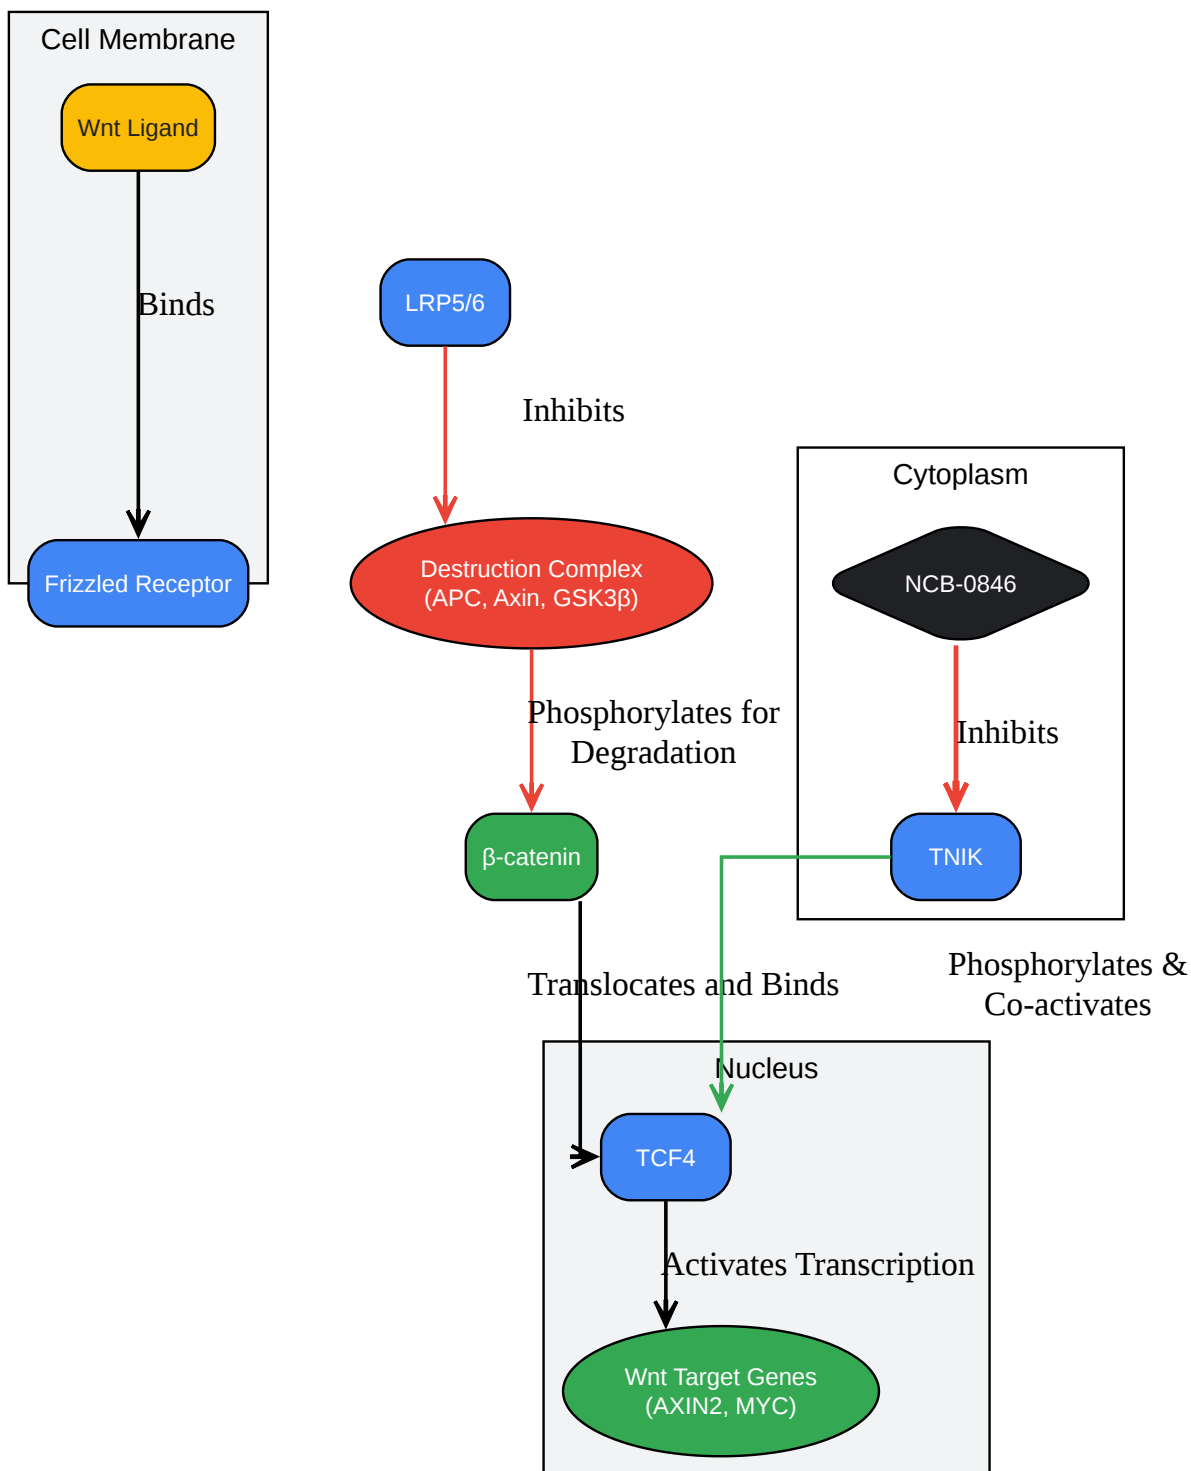 Cell Membrane
Wnt Ligand
Binds
LRP5/6
Inhibits
Frizzled Receptor
Destruction Complex
(APC, Axin, GSK3β)
Cytoplasm
NCB-0846
Phosphorylates for
Degradation
Inhibits
β-catenin
TNIK
Translocates and Binds
Phosphorylates &
Co-activates
Nucleus
TCF4
Activates Transcription
Wnt Target Genes
(AXIN2, MYC)